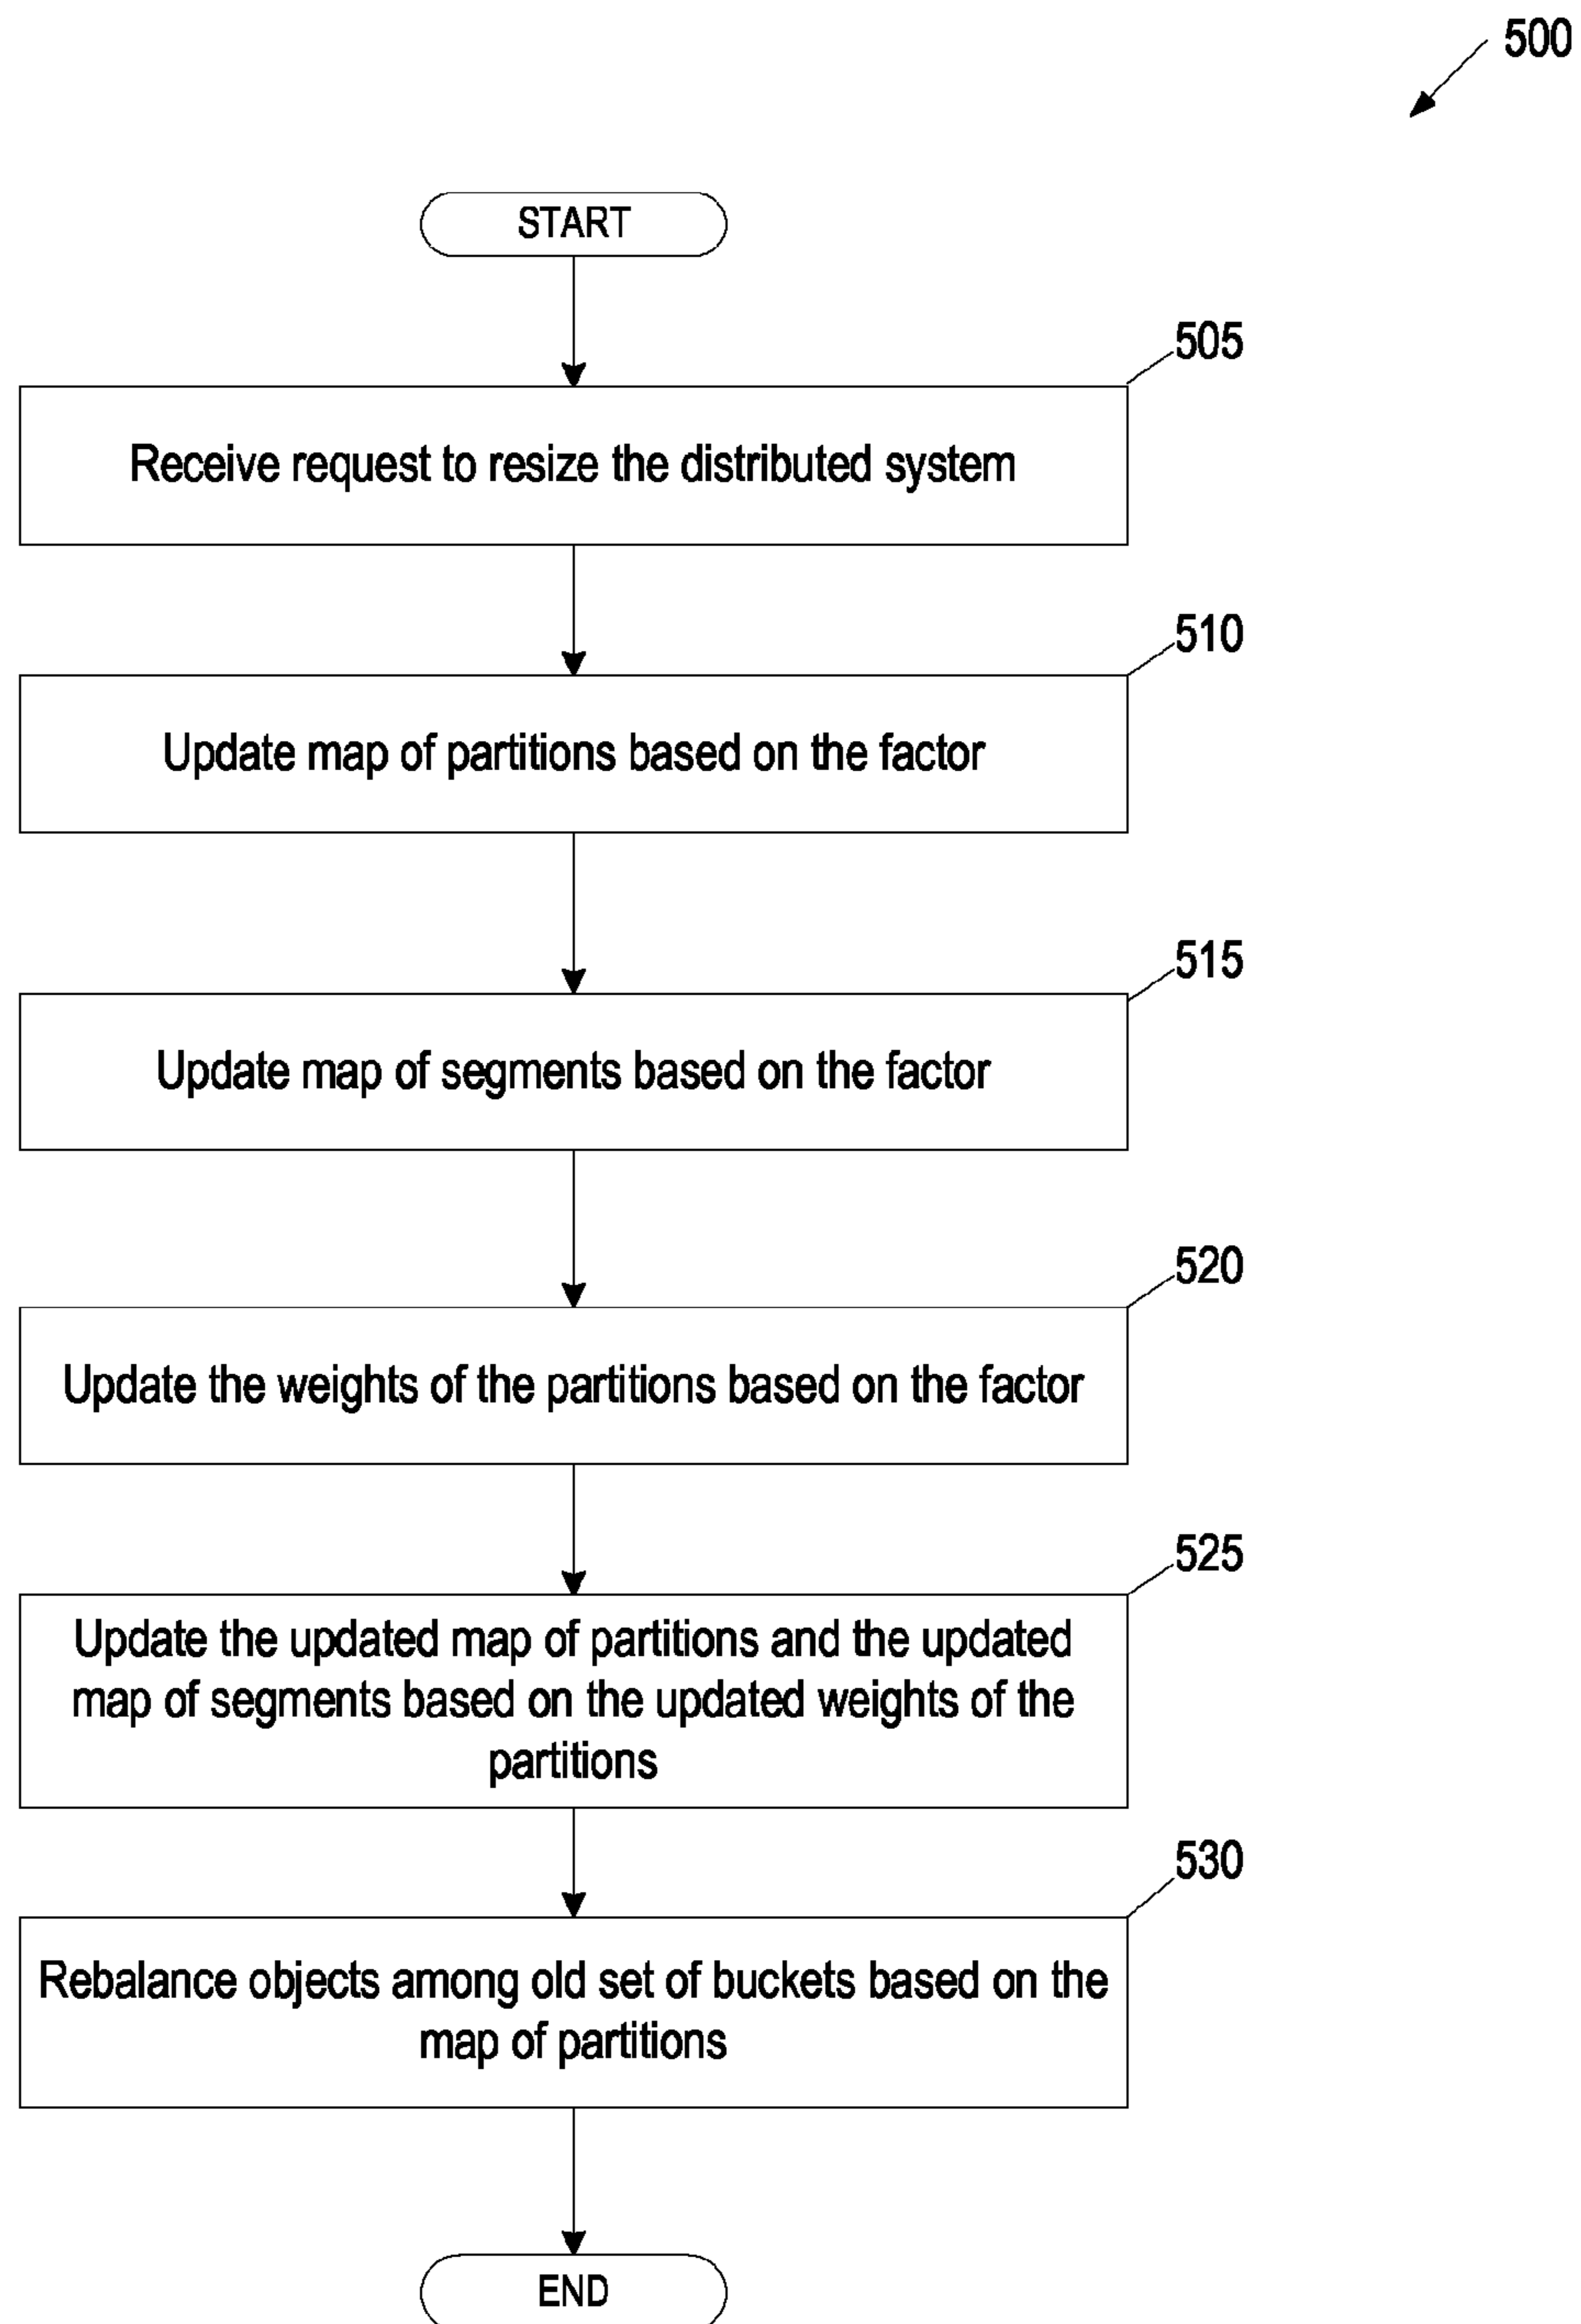 500
START
505
Receive request to resize the distributed system
510
Update map of partitions based on the factor
515
Update map of segments based on the factor
520
Update the weights of the partitions based on the factor
525
Update the updated map of partitions and the updated
map of segments based on the updated weights of the
partitions
530
Rebalance objects among old set of buckets based on the
map of partitions
END